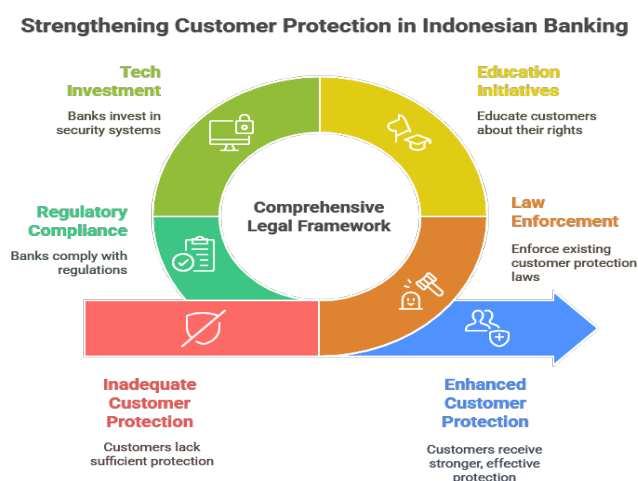 Strengthening Customer Protection in Indonesian Banking
Tech
Investment
Banks invest in
security systems
Education
Initiatives
Educate customers
about their rights
Regulatory
Compliance
Banks comply with
regulations
Comprehensive
Legal Framework
Law
Enforcement
Enforce existing
customer protection
laws
Inadequate
Customer
Protection
Customers lack
sufficient protection
Enhanced
Customer
Protection
Customers receive
stronger, effective
protection